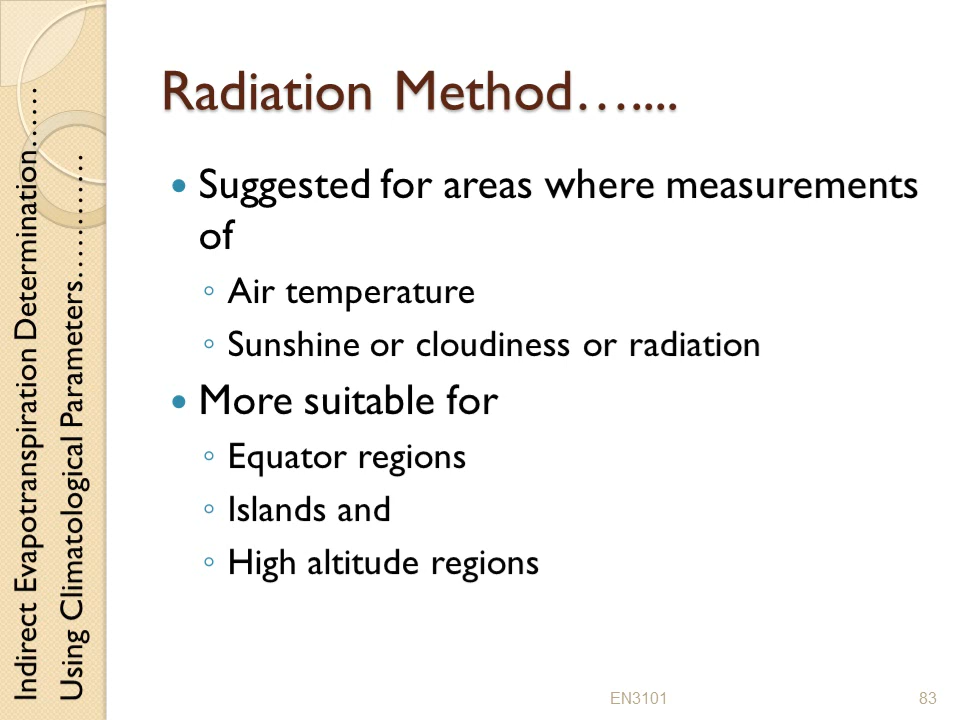 Indirect Evapotranspiration Determination……
Using Climatological Parameters…………
Radiation Method…....
• Suggested for areas where measurements
of
◦ Air temperature
◦ Sunshine or cloudiness or radiation
• More suitable for
◦ Equator regions
◦ Islands and
◦ High altitude regions
EN3101 83